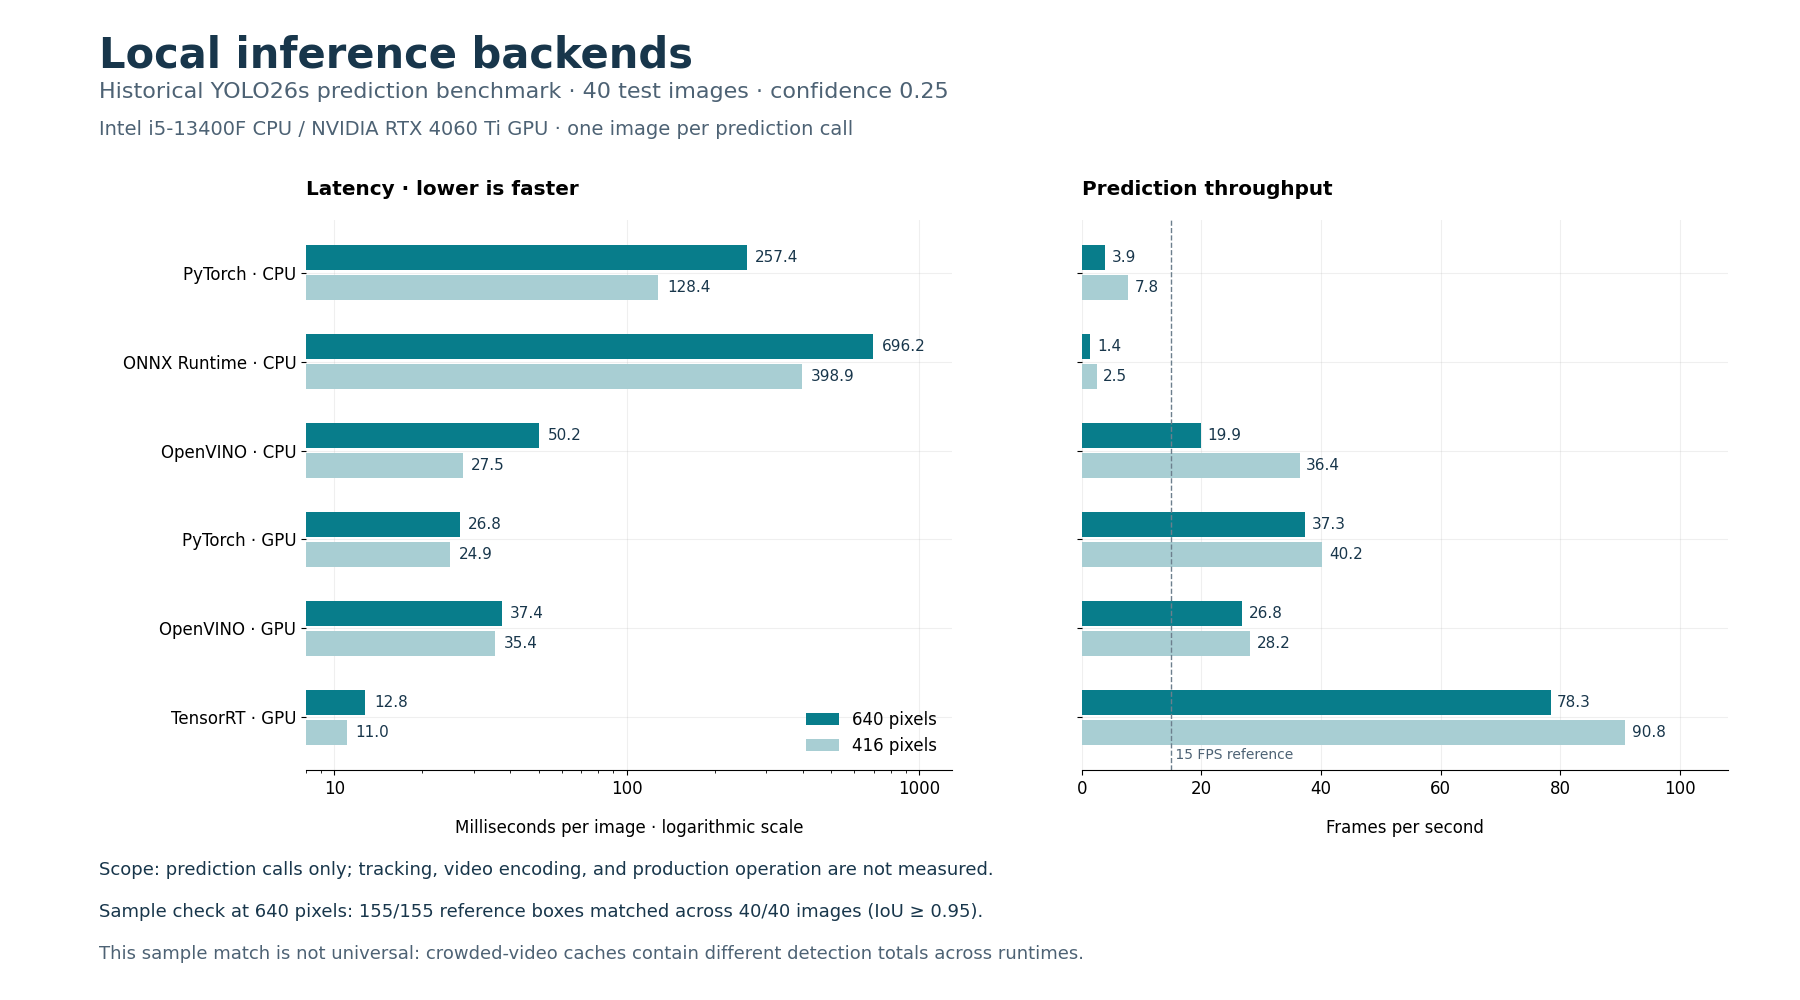 Local inference backends
Historical YOLO26s prediction benchmark · 40 test images · confidence 0.25
Intel i5-13400F CPU / NVIDIA RTX 4060 Ti GPU · one image per prediction call
Latency · lower is faster
PyTorch · CPU
257.4
128.4
ONNX Runtime · CPU
696.2
398.9
OpenVINO · CPU
50.2
27.5
PyTorch · GPU
26.8
24.9
OpenVINO · GPU
37.4
35.4
TensorRT · GPU
12.8
11.0
640 pixels
416 pixels
10 100 1000
Milliseconds per image · logarithmic scale
Prediction throughput
3.9
7.8
1.4
2.5
19.9
36.4
37.3
40.2
26.8
28.2
78.3
90.8
15 FPS reference
0 20 40 60 80 100
Frames per second
Scope: prediction calls only; tracking, video encoding, and production operation are not measured.
Sample check at 640 pixels: 155/155 reference boxes matched across 40/40 images (IoU ≥ 0.95).
This sample match is not universal: crowded-video caches contain different detection totals across runtimes.